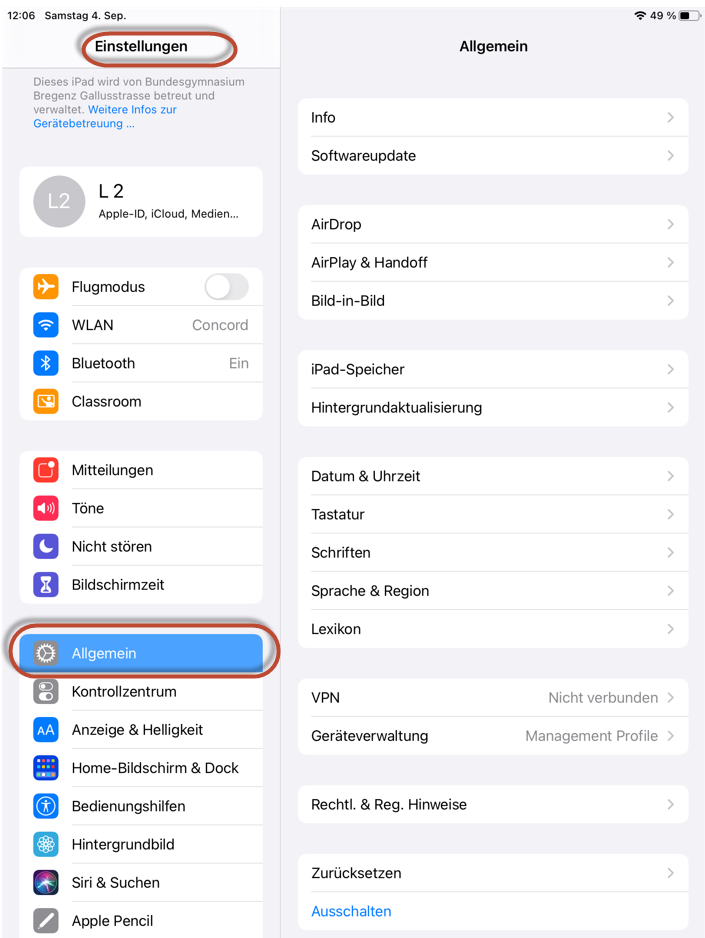 12:06 Samstag 4. Sep.
49 %
Einstellungen
Dieses iPad wird von Bundesgymnasium
Bregenz Gallusstrasse betreut und
verwaltet. Weitere Infos zur
Gerätebetreuung ...
L2
L 2
Apple-ID, iCloud, Medien...
Flugmodus
WLAN Concord
Bluetooth Ein
Classroom
Mitteilungen
Töne
Nicht stören
Bildschirmzeit
Allgemein
Kontrollzentrum
AA Anzeige & Helligkeit
Home-Bildschirm & Dock
Bedienungshilfen
Hintergrundbild
Siri & Suchen
Apple Pencil
Allgemein
Info
Softwareupdate
AirDrop
AirPlay & Handoff
Bild-in-Bild
iPad-Speicher
Hintergrundaktualisierung
Datum & Uhrzeit
Tastatur
Schriften
Sprache & Region
Lexikon
VPN Nicht verbunden
Geräteverwaltung Management Profile
Rechtl. & Reg. Hinweise
Zurücksetzen
Ausschalten